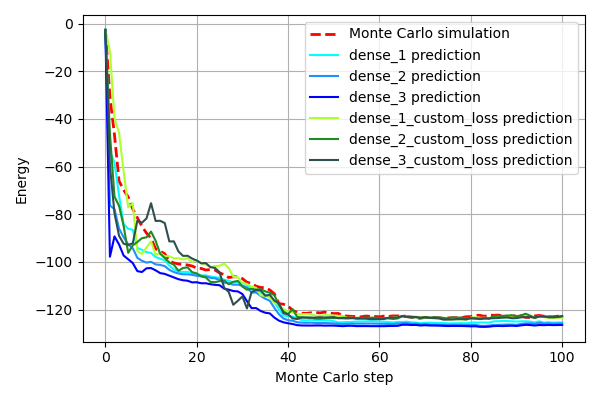 0
−20
−40
−60
−80
−100
−120
Energy
Monte Carlo simulation
dense_1 prediction
dense_2 prediction
dense_3 prediction
dense_1_custom_loss prediction
dense_2_custom_loss prediction
dense_3_custom_loss prediction
0 20 40 60 80 100
Monte Carlo step